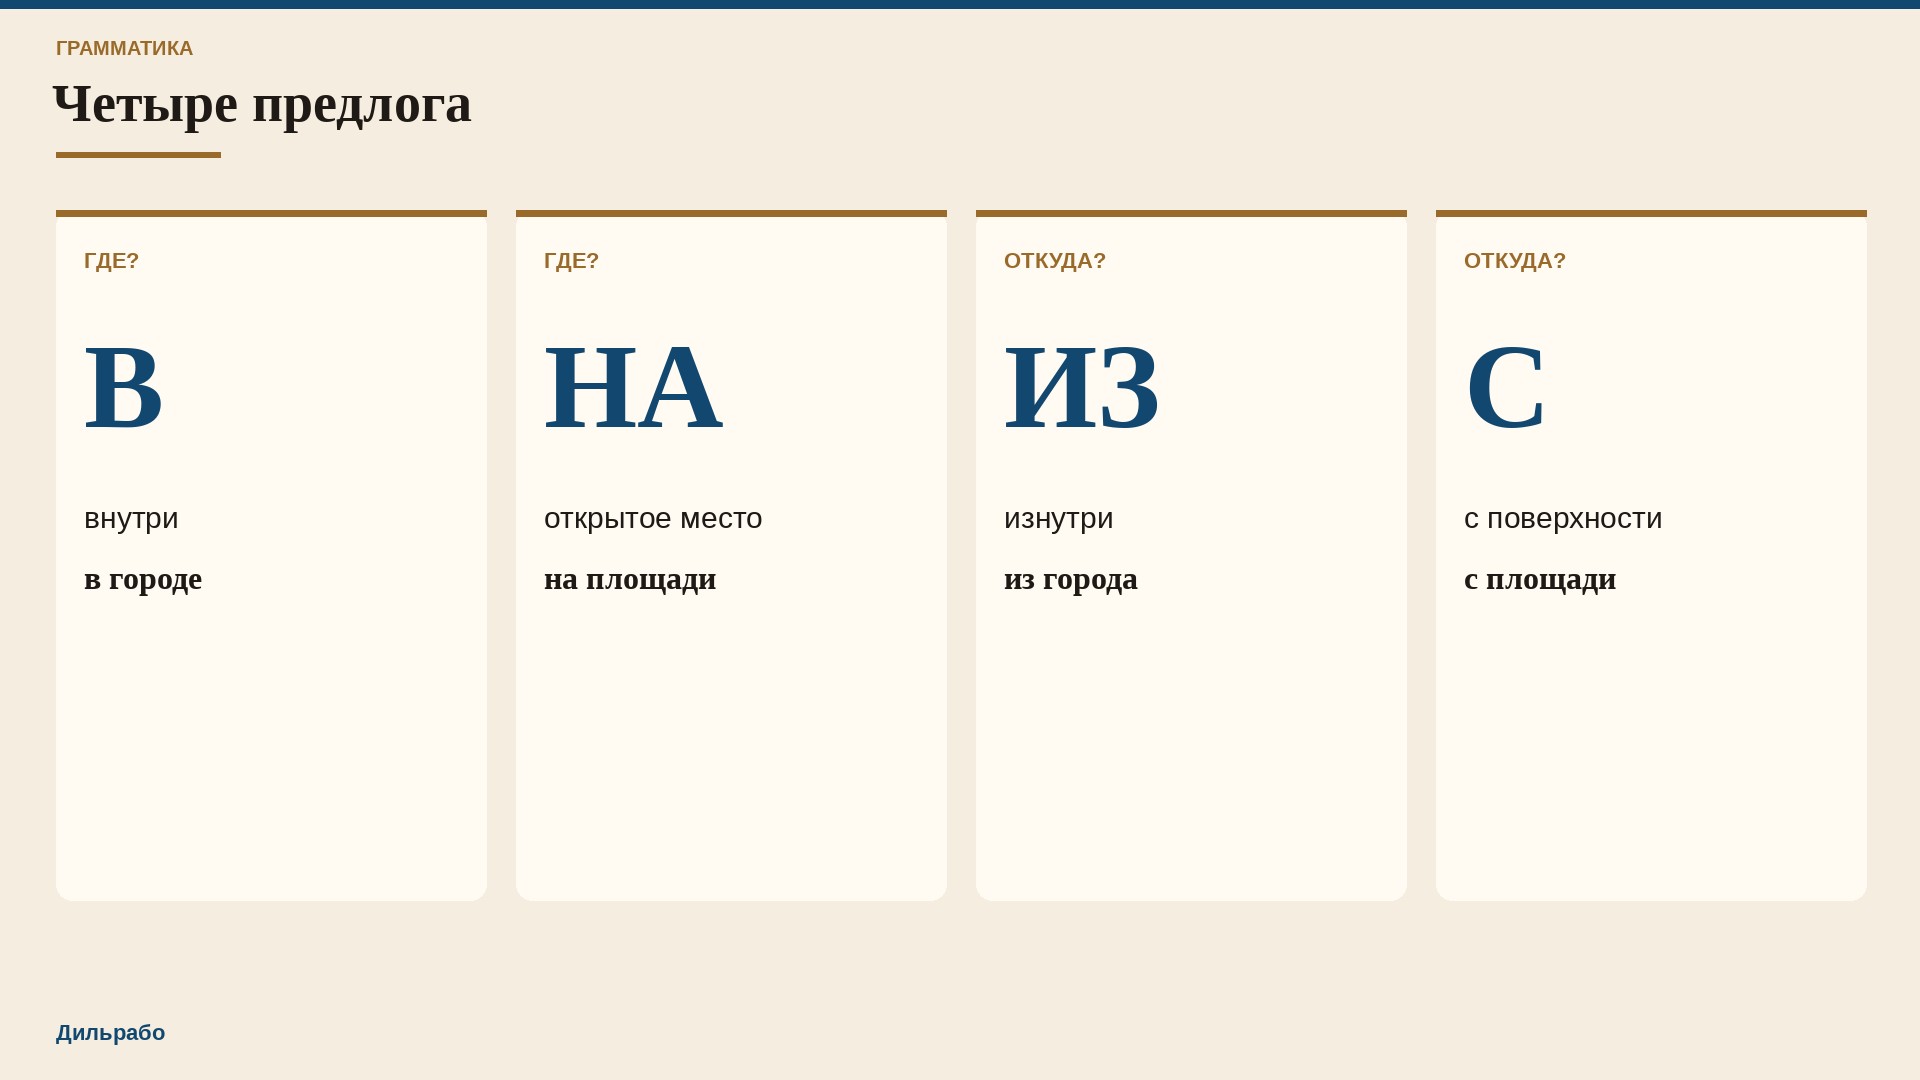 ГРАММАТИКА
Четыре предлога
ГДЕ?
В
внутри
в городе
ГДЕ?
НА
открытое место
на площади
ОТКУДА?
ИЗ
изнутри
из города
ОТКУДА?
С
с поверхности
с площади
Дильрабо